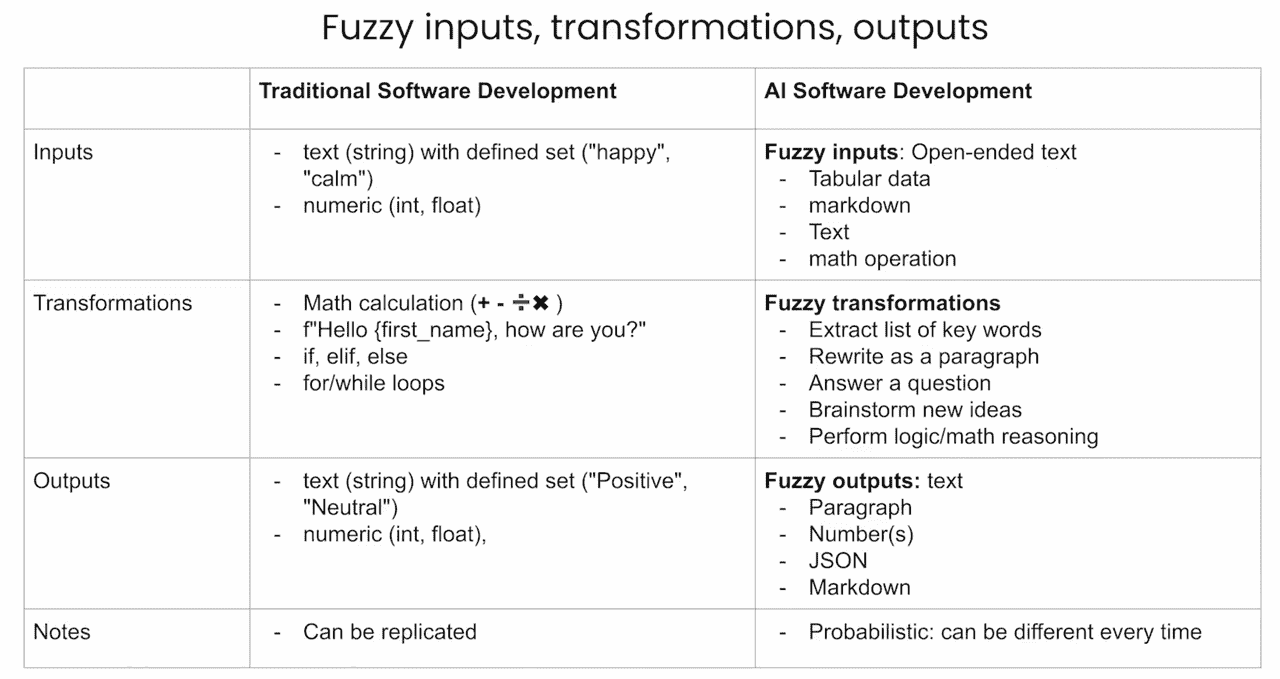 Fuzzy inputs, transformations, outputs
Traditional Software Development
AI Software Development
Inputs
- text (string) with defined set ("happy",
"calm")
- numeric (int, float)
Fuzzy inputs: Open-ended text
- Tabular data
- markdown
- Text
- math operation
Transformations
- Math calculation (+ - ➗✖ )
- f"Hello {first_name}, how are you?"
- if, elif, else
- for/while loops
Fuzzy transformations
- Extract list of key words
- Rewrite as a paragraph
- Answer a question
- Brainstorm new ideas
- Perform logic/math reasoning
Outputs
- text (string) with defined set ("Positive",
"Neutral")
- numeric (int, float),
Fuzzy outputs: text
- Paragraph
- Number(s)
- JSON
- Markdown
Notes
- Can be replicated
- Probabilistic: can be different every time